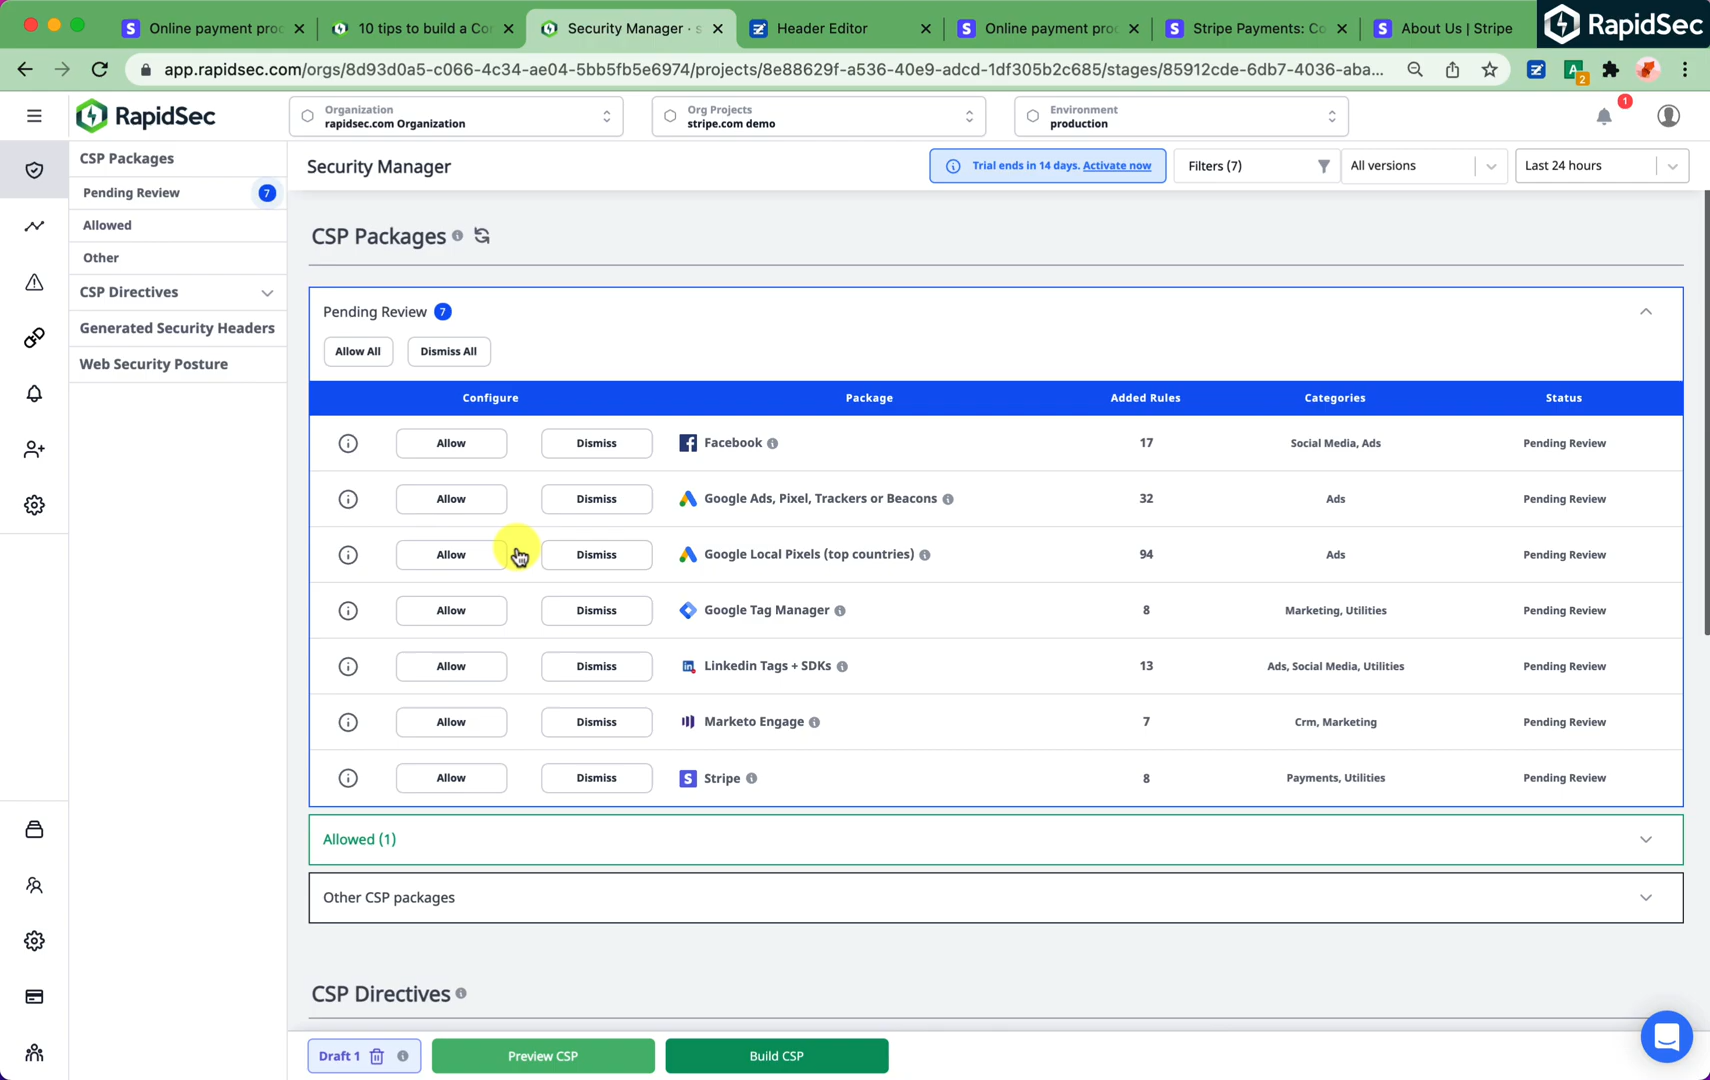 Online payment proc
10 tips to build a Con
Security Manager · s
Header Editor
Online payment proc
Stripe Payments: Co
About Us | Stripe
RapidSec
app.rapidsec.com/orgs/8d93d0a5-c066-4c34-ae04-5bb5fb5e6974/projects/8e88629f-a536-40e9-adcd-1df305b2c685/stages/85912cde-6db7-4036-aba...
A
2
RapidSec
Organization
rapidsec.com Organization
Org Projects
stripe.com demo
Environment
production
1
CSP Packages
Pending Review 7
Allowed
Other
CSP Directives
Generated Security Headers
Web Security Posture
Security Manager
Trial ends in 14 days. Activate now
Filters (7)
All versions
Last 24 hours
CSP Packages
Pending Review 7
Allow All
Dismiss All
Configure Package Added Rules Categories Status
Allow Dismiss Facebook 17 Social Media, Ads Pending Review
Allow Dismiss Google Ads, Pixel, Trackers or Beacons 32 Ads Pending Review
Allow Dismiss Google Local Pixels (top countries) 94 Ads Pending Review
Allow Dismiss Google Tag Manager 8 Marketing, Utilities Pending Review
Allow Dismiss Linkedin Tags + SDKs 13 Ads, Social Media, Utilities Pending Review
Allow Dismiss Marketo Engage 7 Crm, Marketing Pending Review
Allow Dismiss Stripe 8 Payments, Utilities Pending Review
Allowed (1)
Other CSP packages
CSP Directives
Draft 1
Preview CSP
Build CSP